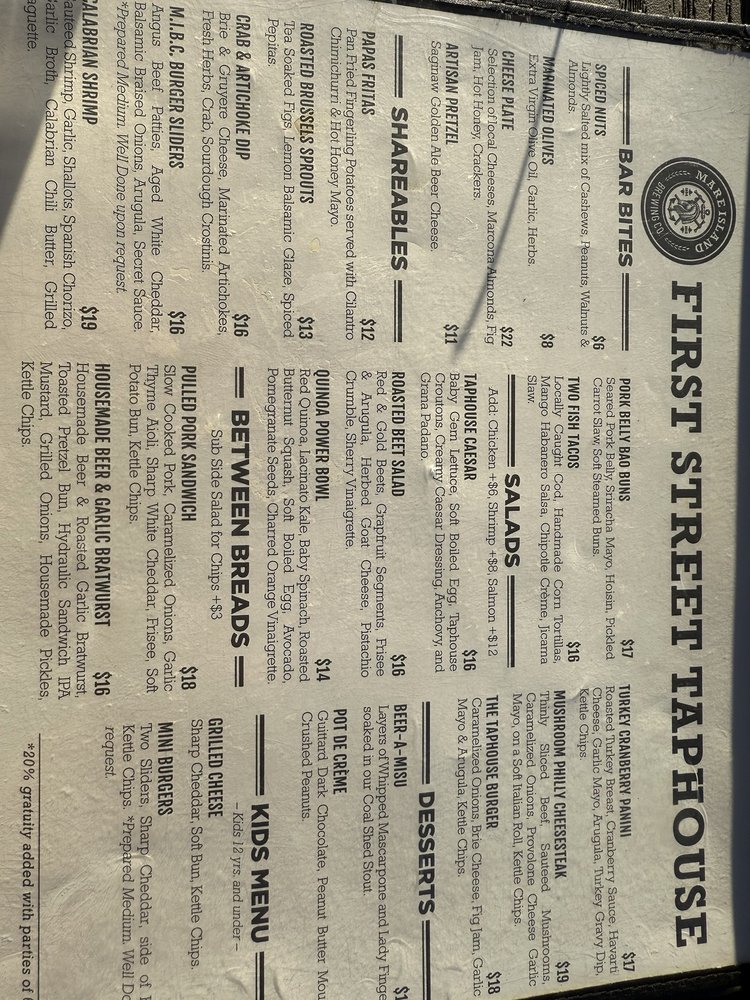 MARE ISLAND
BREWING CO.
FIRST STREET TAPHOUSE
BAR BITES
SPICED NUTS $6
Lightly Salted mix of Cashews, Peanuts, Walnuts &
Almonds.
MARINATED OLIVES $8
Extra Virgin Olive Oil, Garlic, Herbs.
CHEESE PLATE $22
Selection of local Cheeses, Marcona Almonds, Fig
Jam, Hot Honey, Crackers.
ARTISAN PRETZEL $11
Saginaw Golden Ale Beer Cheese.
SHAREABLES
PAPAS FRITAS $12
Pan Fried Fingerling Potatoes served with Cilantro
Chimichurri & Hot Honey Mayo.
ROASTED BRUSSELS SPROUTS $13
Tea Soaked Figs, Lemon Balsamic Glaze, Spiced
Pepitas.
CRAB & ARTICHOKE DIP $16
Brie & Gruyere Cheese, Marinated Artichokes,
Fresh Herbs, Crab, Sourdough Crostinis.
M.I.B.C. BURGER SLIDERS $16
Angus Beef Patties, Aged White Cheddar,
Balsamic Braised Onions, Arugula, Secret Sauce.
*Prepared Medium. Well Done upon request.
CALABRIAN SHRIMP $19
Sauteed Shrimp, Garlic, Shallots, Spanish Chorizo,
Garlic Broth, Calabrian Chili Butter, Grilled
aguette.
PORK BELLY BAO BUNS $17
Seared Pork Belly, Sriracha Mayo, Hoisin, Pickled
Carrot Slaw, Soft Steamed Buns.
TWO FISH TACOS $16
Locally Caught Cod, Handmade Corn Tortillas,
Mango Habanero Salsa, Chipotle Crème, Jicama
Slaw.
SALADS
Add: Chicken +$6, Shrimp +$8, Salmon +$12
TAPHOUSE CAESAR $16
Baby Gem Lettuce, Soft Boiled Egg, Taphouse
Croutons, Creamy Caesar Dressing, Anchovy, and
Grana Padano.
ROASTED BEET SALAD $16
Red & Gold Beets, Grapfruit Segments, Frisee
& Arugula, Herbed Goat Cheese, Pistachio
Crumble, Sherry Vinaigrette.
QUINOA POWER BOWL $14
Red Quinoa, Lacinato Kale, Baby Spinach, Roasted
Butternut Squash, Soft Boiled Egg, Avocado,
Pomegranate Seeds, Charred Orange Vinaigrette.
BETWEEN BREADS
Sub Side Salad for Chips +$3
PULLED PORK SANDWICH $18
Slow Cooked Pork, Caramelized Onions, Garlic
Thyme Aioli, Sharp White Cheddar, Frisee, Soft
Potato Bun, Kettle Chips.
HOUSEMADE BEER & GARLIC BRATWURST $16
Housemade Beer & Roasted Garlic Bratwurst,
Toasted Pretzel Bun, Hydraulic Sandwich IPA
Mustard, Grilled Onions, Housemade Pickles,
Kettle Chips.
TURKEY CRANBERRY PANINI $17
Roasted Turkey Breast, Cranberry Sauce, Havarti
Cheese, Garlic Mayo, Arugula, Turkey Gravy Dip,
Kettle Chips.
MUSHROOM PHILLY CHEESESTEAK $19
Thinly Sliced Beef, Sauteed Mushrooms,
Caramelized Onions, Provolone Cheese Garlic
Mayo, on a Soft Italian Roll, Kettle Chips.
THE TAPHOUSE BURGER $18
Caramelized Onions, Brie Cheese, Fig Jam, Garlic
Mayo & Arugula Kettle Chips.
DESSERTS
BEER-A-MISU
Layers of Whipped Mascarpone and Lady Finge
soaked in our Coal Shed Stout.
POT DE CRÈME
Guittard Dark Chocolate, Peanut Butter Mou
Crushed Peanuts.
KIDS MENU
– Kids 12 yrs. and under –
GRILLED CHEESE
Sharp Cheddar, Soft Bun, Kettle Chips.
MINI BURGERS
Two Sliders, Sharp Cheddar, side of
Kettle Chips. *Prepared Medium. Well Do
request.
*20% gratuity added with parties of